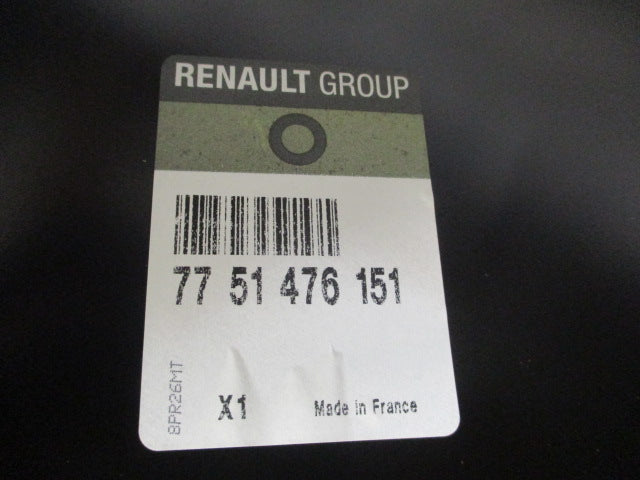 RENAULT GROUP
77 51 476 151
8PR26MT
X1
Made in France